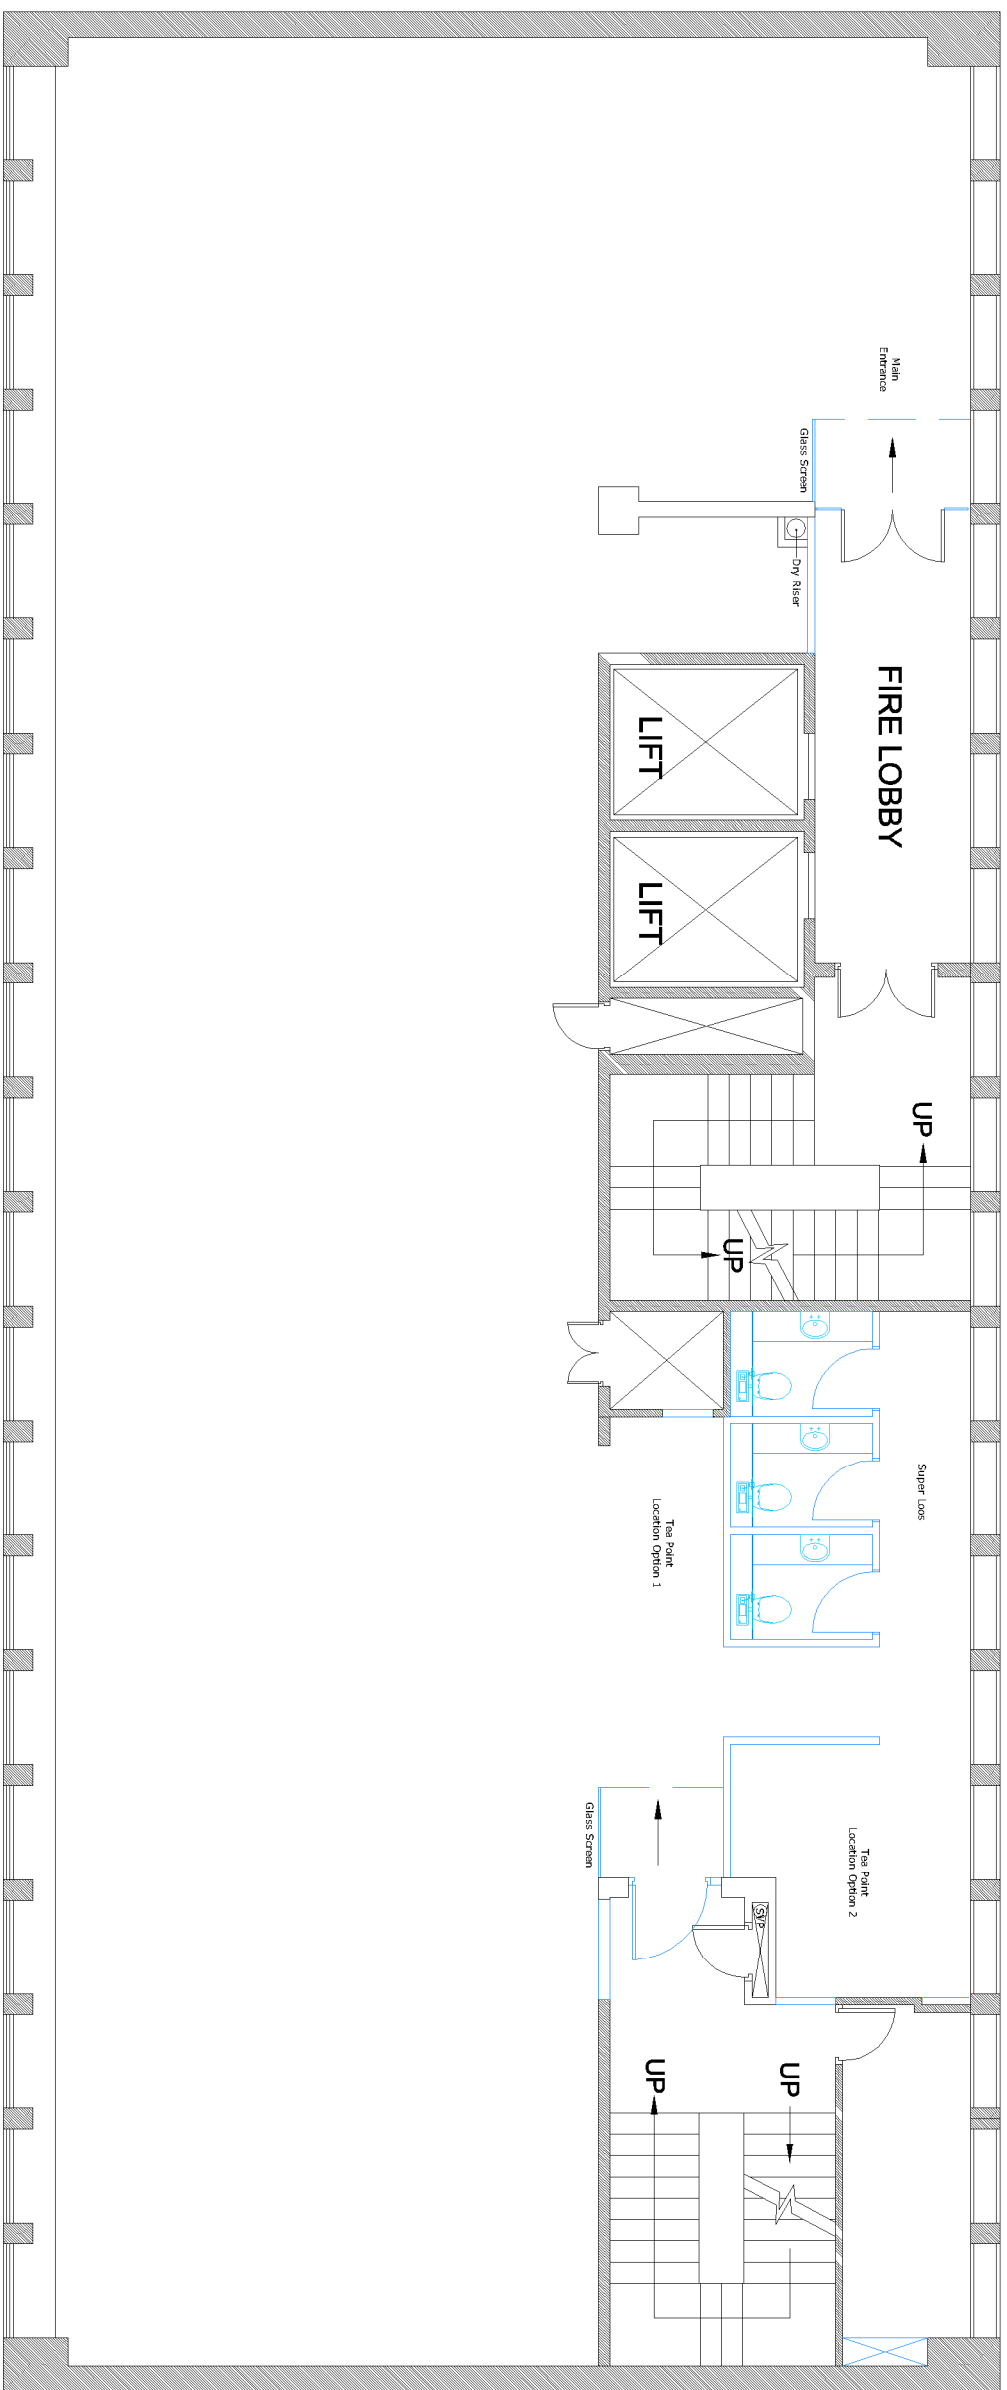 Main
Entrance
Glass Screen
Dry Riser
FIRE LOBBY
LIFT
LIFT
UP
UP
Super Loos
Tea Point
Location Option 1
Glass Screen
Tea Point
Location Option 2
SVP
UP
UP